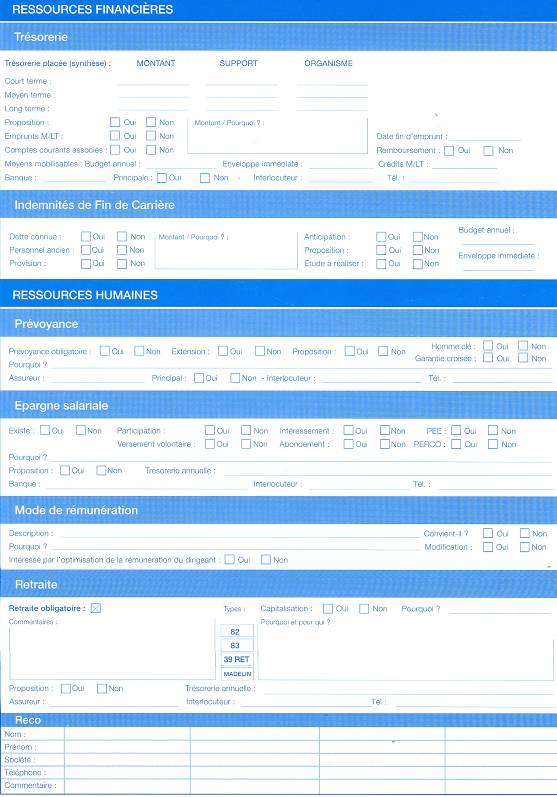 RESSOURCES FINANCIÈRES
Trésorerie
Trésorerie placée (synthèse) : MONTANT SUPPORT ORGANISME
Court terme :
Moyen terme :
Long terme :
Proposition : Oui Non Montant / Pourquoi ? :
Emprunts M/LT : Oui Non Date fin d'emprunt :
Comptes courants associés : Oui Non Remboursement : Oui Non
Moyens mobilisables : Budget annuel : Enveloppe immédiate : Crédits M/LT :
Banque : Principale : Oui Non - Interlocuteur : Tél. :
Indemnités de Fin de Carrière
Dette connue : Oui Non Montant / Pourquoi ? : Anticipation : Oui Non Budget annuel :
Personnel ancien : Oui Non Proposition : Oui Non
Provision : Oui Non Etude à réaliser : Oui Non Enveloppe immédiate :
RESSOURCES HUMAINES
Prévoyance
Prévoyance obligatoire : Oui Non Extension : Oui Non Proposition : Oui Non Homme clé : Oui Non
Pourquoi ? Garantie croisée : Oui Non
Assureur : Principal : Oui Non - Interlocuteur : Tél. :
Epargne salariale
Existe : Oui Non Participation : Oui Non Intéressement : Oui Non PEE : Oui Non
Versement volontaire : Oui Non Abondement : Oui Non PERCO : Oui Non
Pourquoi ?
Proposition : Oui Non Trésorerie annuelle :
Banque : Interlocuteur : Tél. :
Mode de rémunération
Description : Convient-il ? Oui Non
Pourquoi ? Modification : Oui Non
Intéressé par l'optimisation de la rémunération du dirigeant : Oui Non
Retraite
Retraite obligatoire : Types : Capitalisation : Oui Non Pourquoi ?
Commentaires : Pourquoi et pour qui ?
82
83
39 RET
MADELIN
Proposition : Oui Non Trésorerie annuelle :
Assureur : Interlocuteur : Tél :
Reco
Nom :
Prénom :
Société :
Téléphone :
Commentaire :